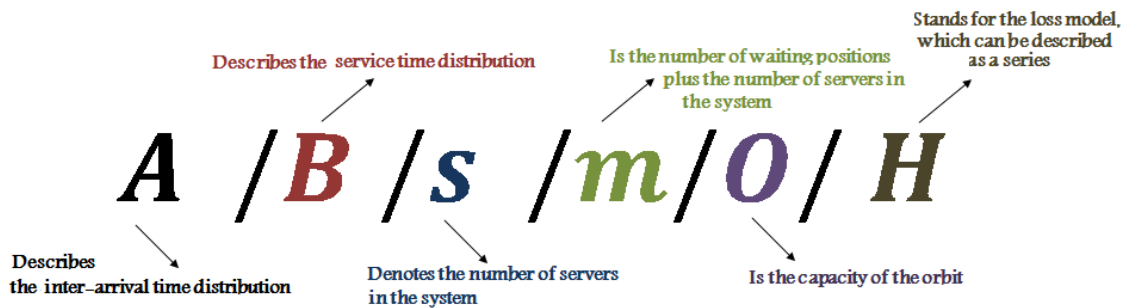 Stands for the loss model,
which can be described
as a series
Describes the service time distribution
Is the number of waiting positions
plus the number of servers in
the system
A / B / s / m / O / H
Describes
the inter-arrival time distribution
Denotes the number of servers
in the system
Is the capacity of the orbit